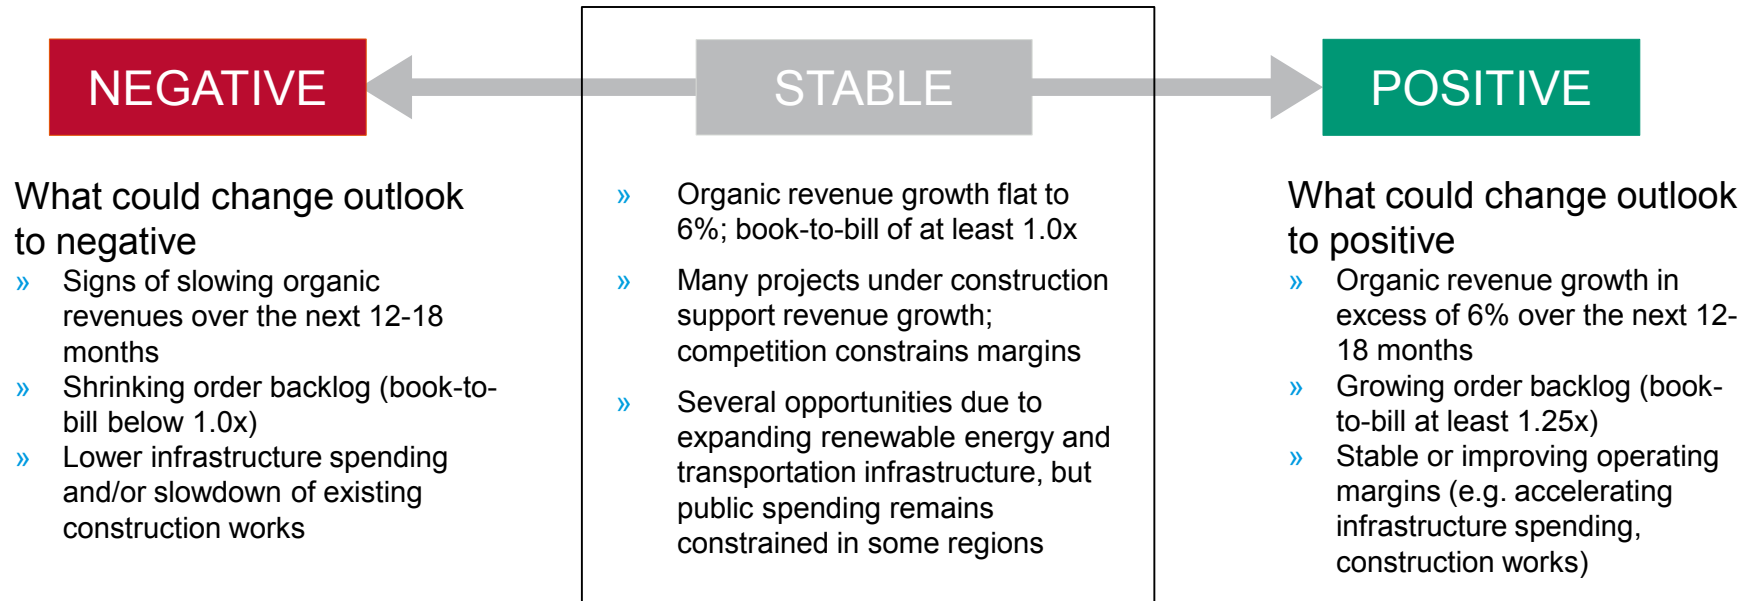 NEGATIVE
STABLE
POSITIVE
What could change outlook
to negative
» Signs of slowing organic
revenues over the next 12-18
months
» Shrinking order backlog (book-to-
bill below 1.0x)
» Lower infrastructure spending
and/or slowdown of existing
construction works
» Organic revenue growth flat to
6%; book-to-bill of at least 1.0x
» Many projects under construction
support revenue growth;
competition constrains margins
» Several opportunities due to
expanding renewable energy and
transportation infrastructure, but
public spending remains
constrained in some regions
What could change outlook
to positive
» Organic revenue growth in
excess of 6% over the next 12-
18 months
» Growing order backlog (book-
to-bill at least 1.25x)
» Stable or improving operating
margins (e.g. accelerating
infrastructure spending,
construction works)